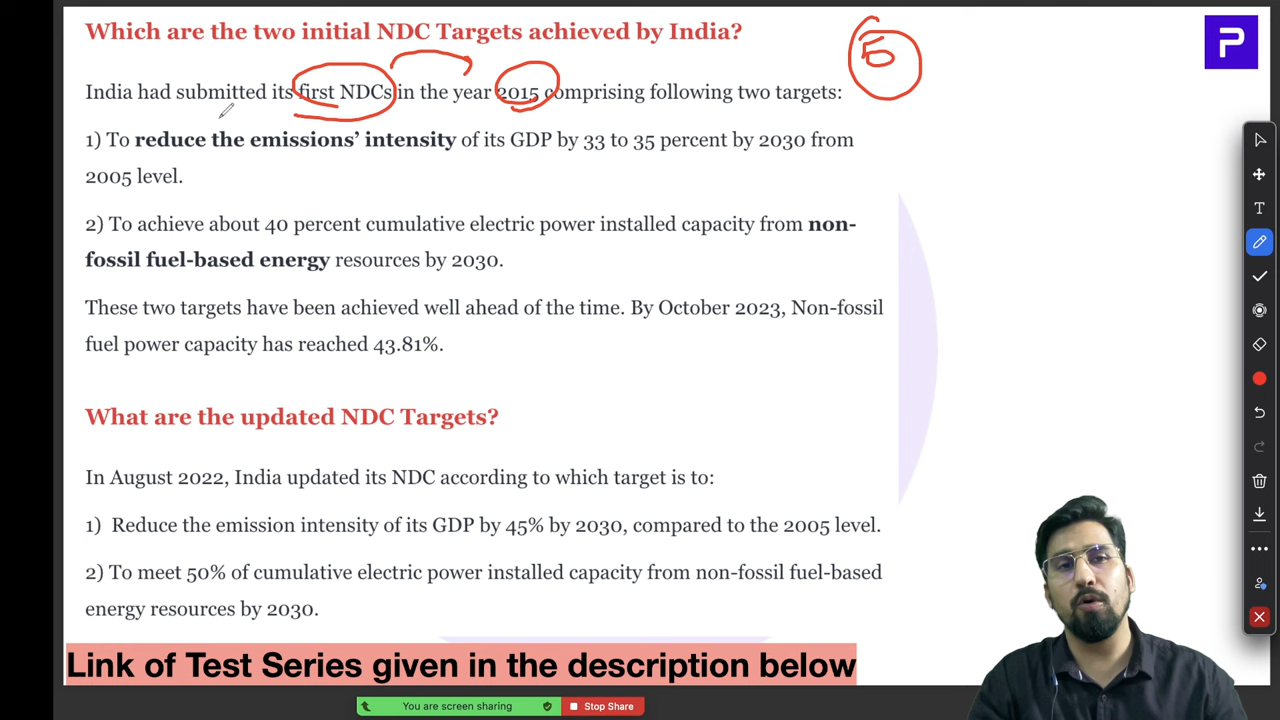 Which are the two initial NDC Targets achieved by India?
5
P
India had submitted its first NDCs in the year 2015 comprising following two targets:
1) To reduce the emissions’ intensity of its GDP by 33 to 35 percent by 2030 from
2005 level.
2) To achieve about 40 percent cumulative electric power installed capacity from non-
fossil fuel-based energy resources by 2030.
These two targets have been achieved well ahead of the time. By October 2023, Non-fossil
fuel power capacity has reached 43.81%.
What are the updated NDC Targets?
In August 2022, India updated its NDC according to which target is to:
1) Reduce the emission intensity of its GDP by 45% by 2030, compared to the 2005 level.
2) To meet 50% of cumulative electric power installed capacity from non-fossil fuel-based
energy resources by 2030.
Link of Test Series given in the description below
You are screen sharing
Stop Share
T